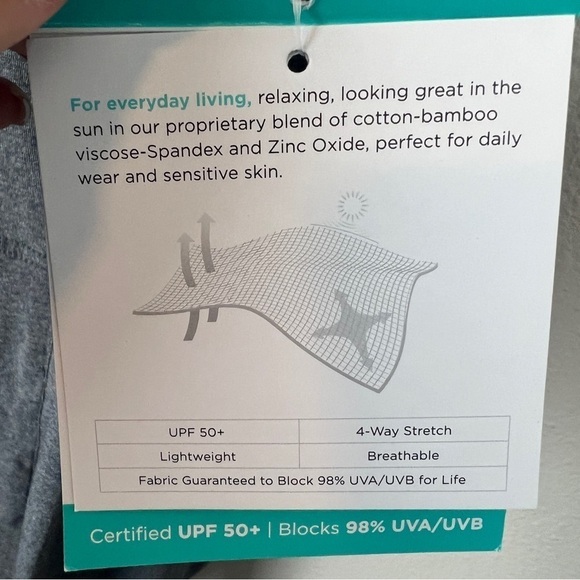 For everyday living, relaxing, looking great in the
sun in our proprietary blend of cotton-bamboo
viscose-Spandex and Zinc Oxide, perfect for daily
wear and sensitive skin.
UPF 50+
4-Way Stretch
Lightweight
Breathable
Fabric Guaranteed to Block 98% UVA/UVB for Life
Certified UPF 50+ | Blocks 98% UVA/UVB